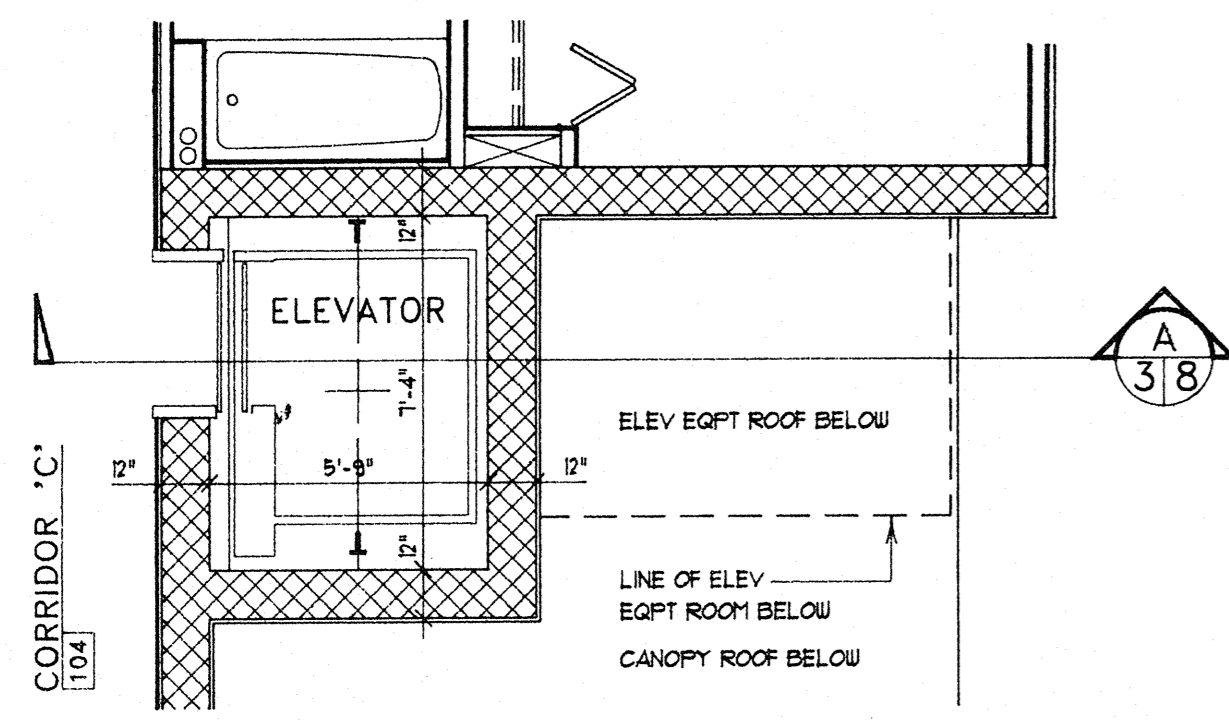 12"
ELEVATOR
A
3 8
7'-4"
ELEV EQPT ROOF BELOW
12"
5'-9"
12"
12"
CORRIDOR 'C'
104
LINE OF ELEV
EQPT ROOM BELOW
CANOPY ROOF BELOW